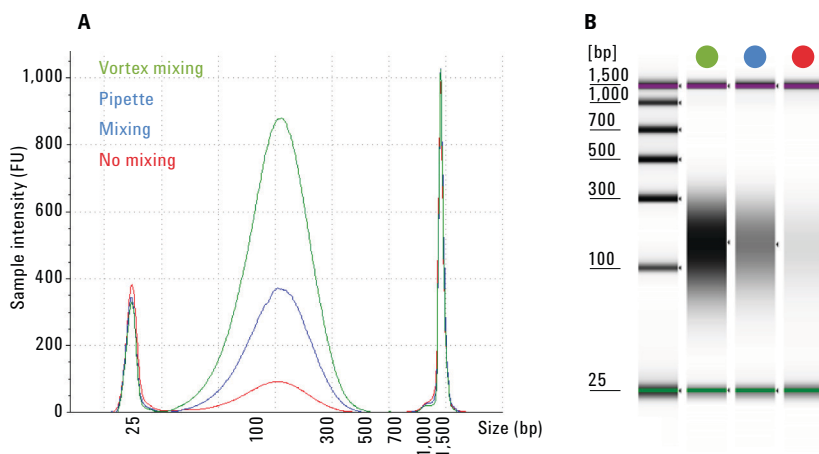 A
Vortex mixing
Pipette
Mixing
No mixing
Sample intensity (FU)
1,000
800
600
400
200
0
25
100
300
500
700
1,000
1,500
Size (bp)
B
[bp]
1,500
1,000
700
500
300
100
25